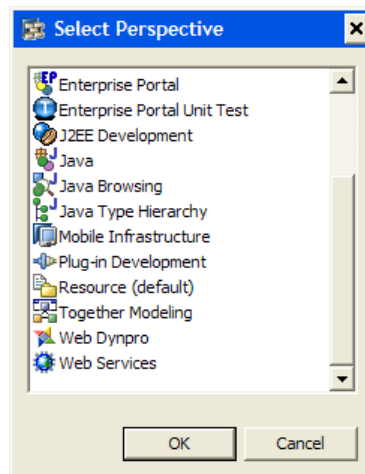 Select Perspective
Enterprise Portal
Enterprise Portal Unit Test
J2EE Development
Java
Java Browsing
Java Type Hierarchy
Mobile Infrastructure
Plug-in Development
Resource (default)
Together Modeling
Web Dynpro
Web Services
OK Cancel